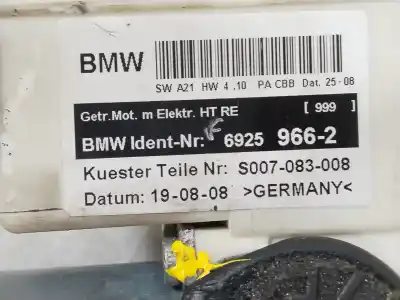 BMW
SW A21 HW 4.10 PA CBB Dat. 25-08
Getr.Mot. m Elektr. HT RE [ 999 ]
BMW Ident-Nr: 6925 966-2
Kuester Teile Nr: S007-083-008
Datum: 19-08-08 >GERMANY<